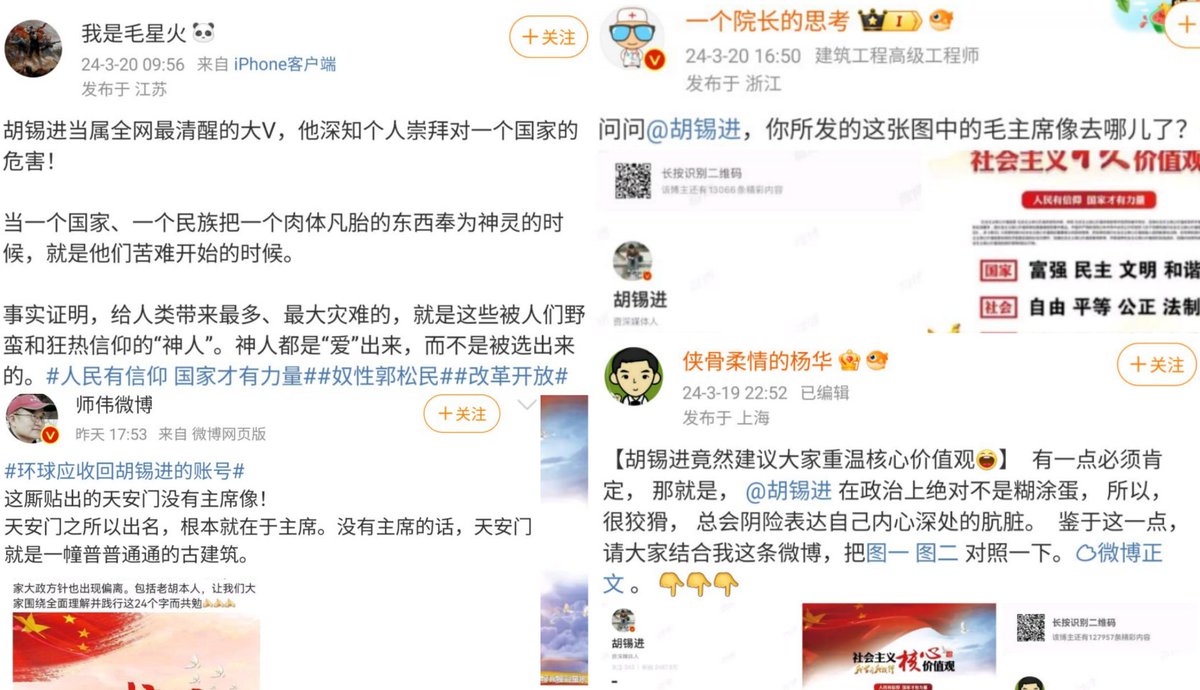 我是毛星火🐼
+关注
24-3-20 09:56 来自 iPhone客户端
发布于 江苏
胡锡进当属全网最清醒的大V，他深知个人崇拜对一个国家的
危害！
当一个国家、一个民族把一个肉体凡胎的东西奉为神灵的时
候，就是他们苦难开始的时候。
事实证明，给人类带来最多、最大灾难的，就是这些被人们野
蛮和狂热信仰的“神人”。神人都是“爱”出来，而不是被选出来
的。#人民有信仰 国家才有力量##奴性郭松民##改革开放#
师伟微博
+关注
昨天 17:53 来自 微博网页版
#环球应收回胡锡进的账号#
这厮贴出的天安门没有主席像！
天安门之所以出名，根本就在于主席。没有主席的话，天安门
就是一幢普普通通的古建筑。
家大政方针也出现偏离。包括老胡本人，让我们大
家围绕全面理解并践行这24个字而共勉💪💪💪
一个院长的思考 I
24-3-20 16:50 建筑工程高级工程师
发布于 浙江
问问@胡锡进，你所发的这张图中的毛主席像去哪儿了？
长按识别二维码
该博主还有13066条精彩内容
胡锡进
资深媒体人
社会主义 价值观
人民有信仰 国家才有力量
国家 富强 民主 文明 和谐
社会 自由 平等 公正 法制
侠骨柔情的杨华
+关注
24-3-19 22:52 已编辑
发布于 上海
【胡锡进竟然建议大家重温核心价值观😄】 有一点必须肯
定， 那就是， @胡锡进 在政治上绝对不是糊涂蛋， 所以，
很狡猾， 总会阴险表达自己内心深处的肮脏。 鉴于这一点，
请大家结合我这条微博，把图一 图二 对照一下。微博正
文 。 👇👇👇
胡锡进
资深媒体人
社会主义核心价值观
人民有信仰 国家才有力量
长按识别二维码
该博主还有127957条精彩内容